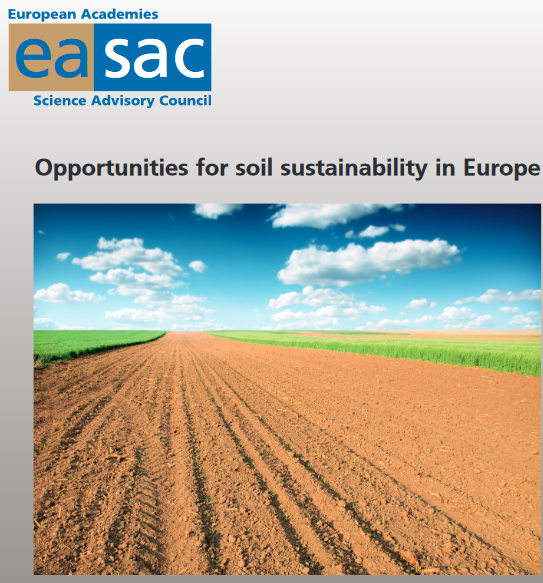 European Academies
easac
Science Advisory Council
Opportunities for soil sustainability in Europe